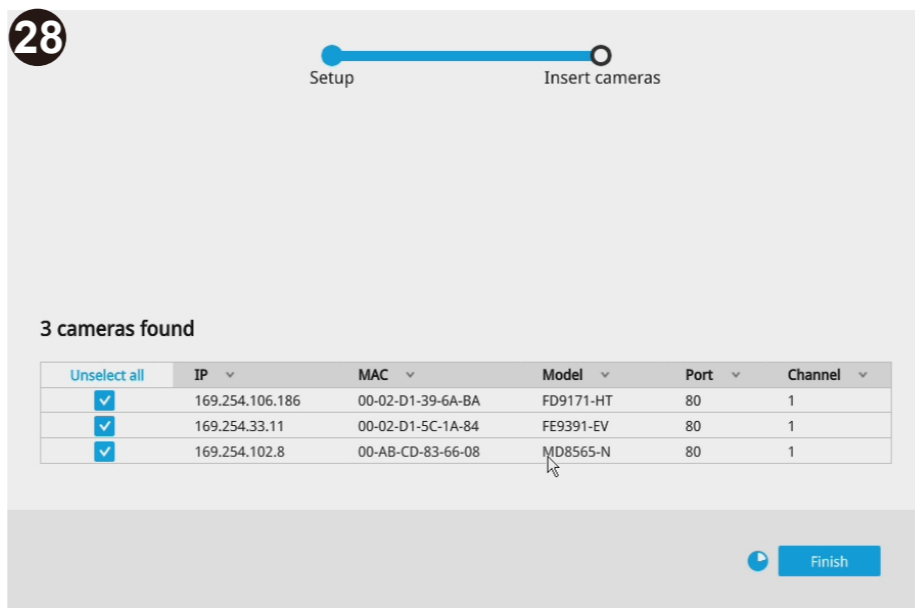 28
Setup Insert cameras
3 cameras found
Unselect all IP MAC Model Port Channel
169.254.106.186 00-02-D1-39-6A-BA FD9171-HT 80 1
169.254.33.11 00-02-D1-5C-1A-84 FE9391-EV 80 1
169.254.102.8 00-AB-CD-83-66-08 MD8565-N 80 1
Finish